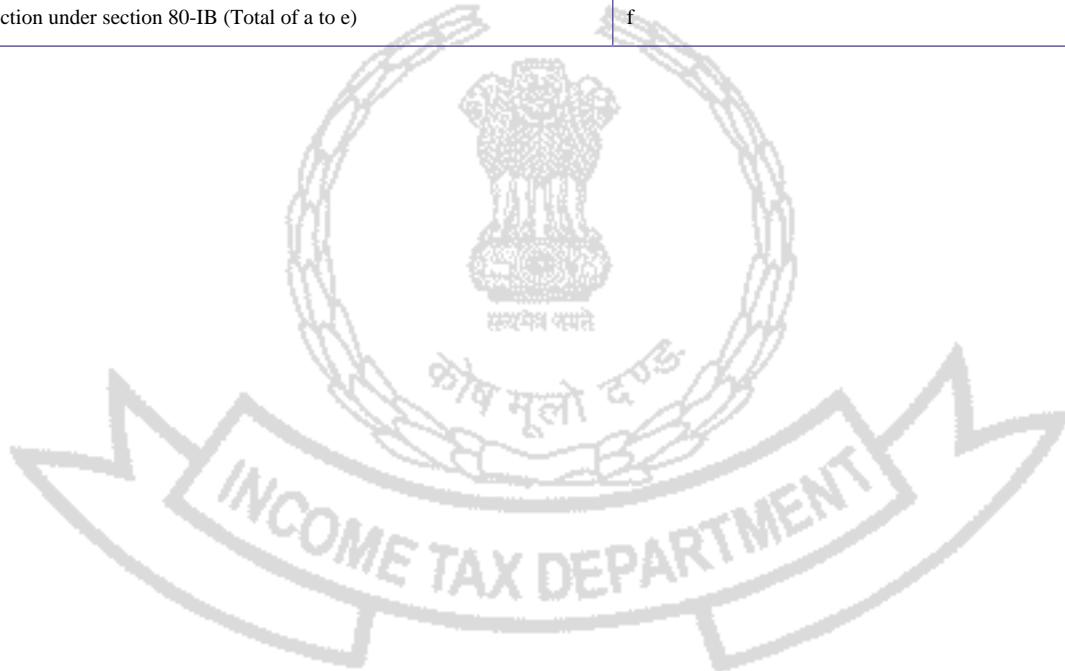 ction under section 80-IB (Total of a to e) f
सत्यमेव जयते
कोष मूलो दण्ड
INCOME TAX DEPARTMENT